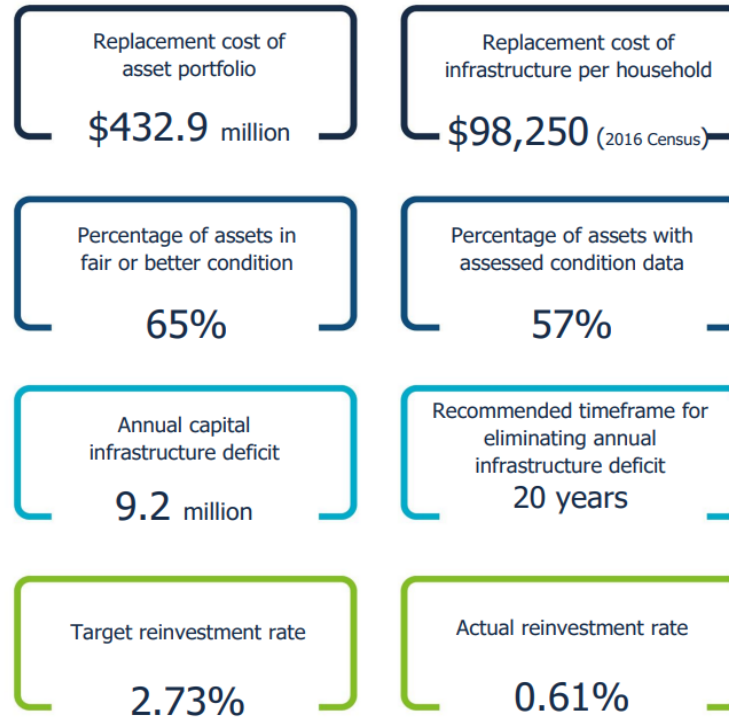 Replacement cost of
asset portfolio
$432.9 million
Replacement cost of
infrastructure per household
$98,250 (2016 Census)
Percentage of assets in
fair or better condition
65%
Percentage of assets with
assessed condition data
57%
Annual capital
infrastructure deficit
9.2 million
Recommended timeframe for
eliminating annual
infrastructure deficit
20 years
Target reinvestment rate
2.73%
Actual reinvestment rate
0.61%